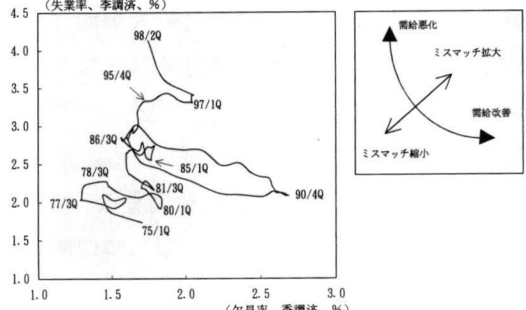 (失業率、季調済、%)
4.5
4.0
3.5
3.0
2.5
2.0
1.5
1.0
98/2Q
95/4Q
97/1Q
86/3Q
85/1Q
78/3Q
81/3Q
90/4Q
77/3Q
80/1Q
75/1Q
1.0 1.5 2.0 2.5 3.0
(欠員率、季調済、%)
需給悪化
ミスマッチ拡大
需給改善
ミスマッチ縮小